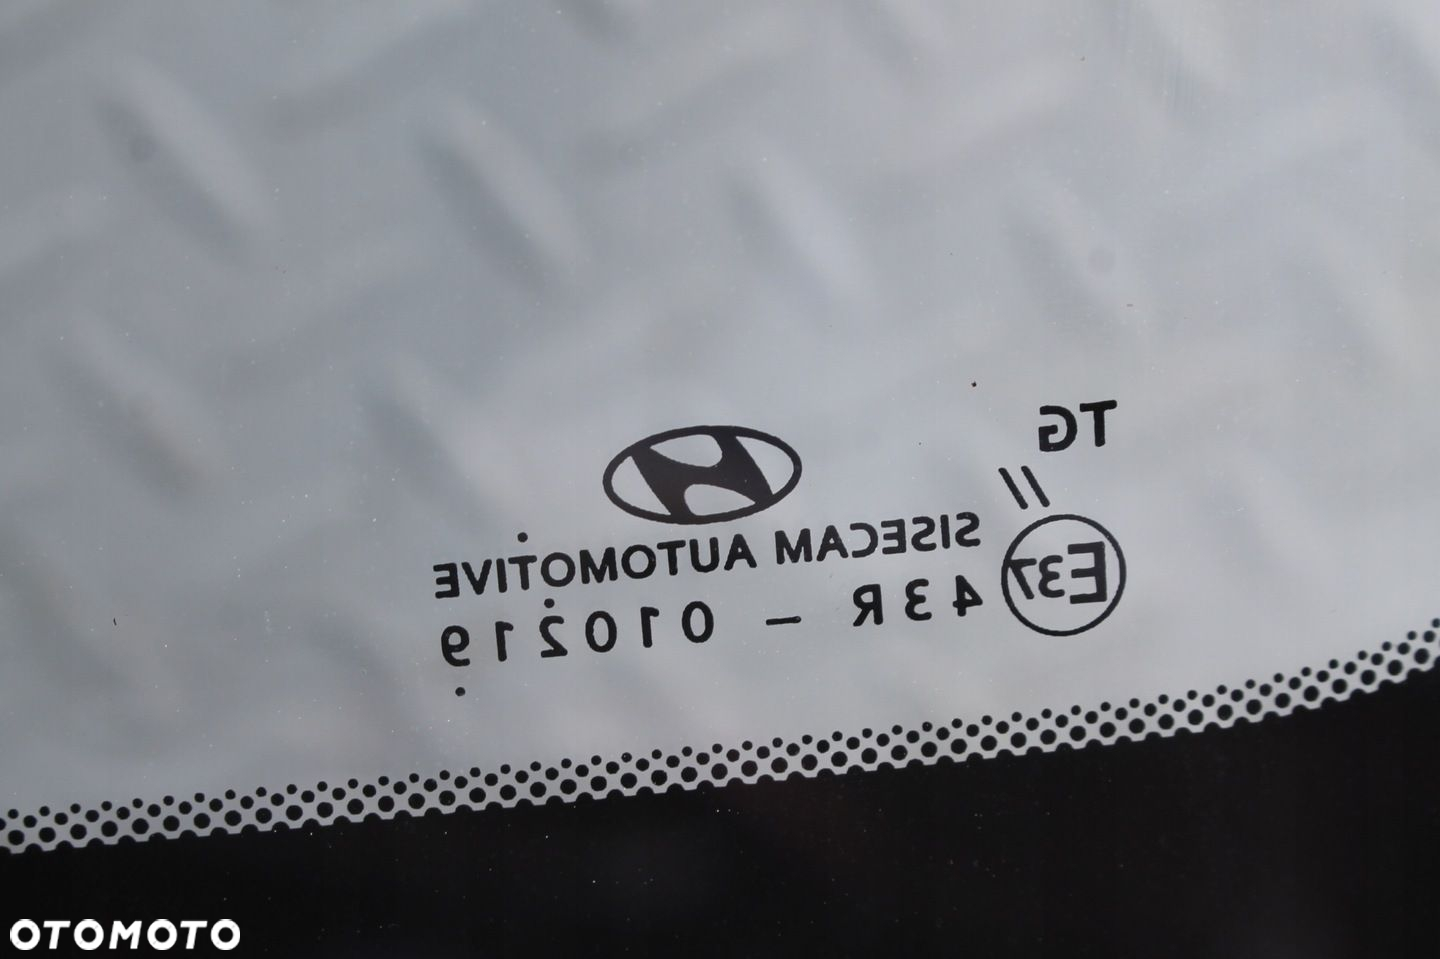 TG
//
SISECAM AUTOMOTIVE
E37 43R - 010219
OTOMOTO